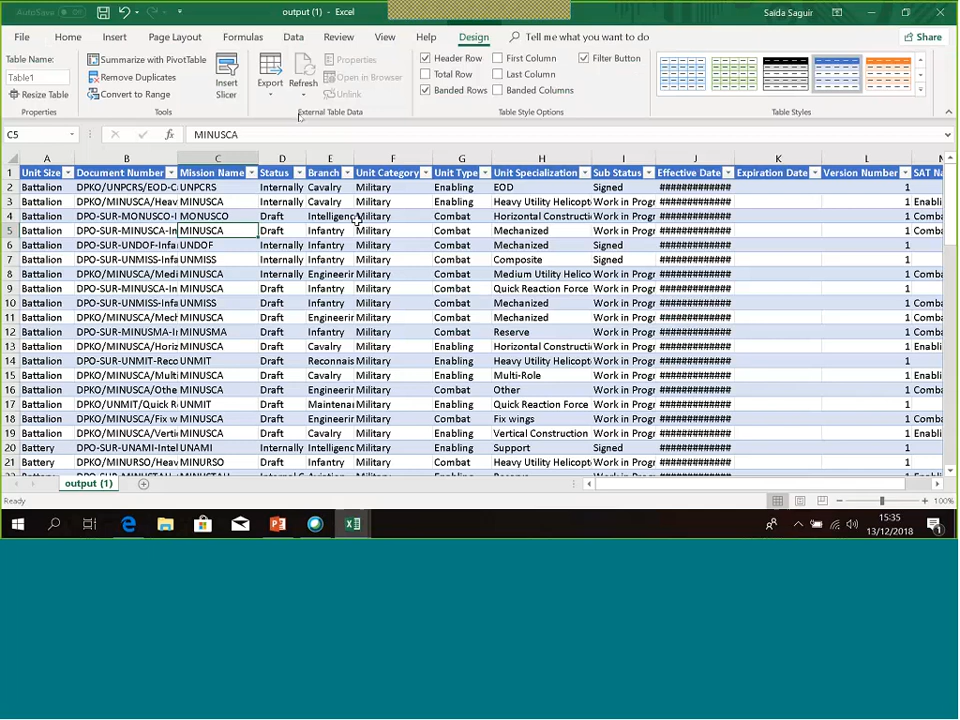 AutoSave Off output (1) - Excel Saida Saguir
File Home Insert Page Layout Formulas Data Review View Help Design Tell me what you want to do Share
Table Name: Summarize with PivotTable Properties Header Row First Column Filter Button
Table1 Remove Duplicates Insert Slicer Export Refresh Open in Browser Total Row Last Column
Resize Table Convert to Range Unlink Banded Rows Banded Columns
Properties Tools External Table Data Table Style Options Table Styles
C5 fx MINUSCA
A B C D E F G H I J K L
1 Unit Size Document Number Mission Name Status Branch Unit Category Unit Type Unit Specialization Sub Status Effective Date Expiration Date Version Number SAT Na
2 Battalion DPKO/UNPCRS/EOD-C UNPCRS Internally Cavalry Military Enabling EOD Signed ############# 1
3 Battalion DPKO/MINUSCA/Heav MINUSCA Internally Cavalry Military Enabling Heavy Utility Helicopt Work in Progr ############# 1 Enabli
4 Battalion DPO-SUR-MONUSCO-I MONUSCO Draft Intelligenc Military Combat Horizontal Constructi Work in Progr ############# 1 Comba
5 Battalion DPO-SUR-MINUSCA-In MINUSCA Draft Infantry Military Combat Mechanized Work in Progr ############# 1 Comba
6 Battalion DPO-SUR-UNDOF-Infa UNDOF Internally Infantry Military Combat Mechanized Signed ############# 1
7 Battalion DPO-SUR-UNMISS-Infa UNMISS Internally Infantry Military Combat Composite Signed ############# 1
8 Battalion DPKO/MINUSCA/Medi MINUSCA Internally Engineerin Military Combat Medium Utility Helico Work in Progr ############# 1 Comba
9 Battalion DPO-SUR-MINUSCA-In MINUSCA Draft Infantry Military Combat Quick Reaction Force Work in Progr ############# 1
10 Battalion DPO-SUR-UNMISS-Infa UNMISS Draft Infantry Military Combat Mechanized Work in Progr ############# 1 Comba
11 Battalion DPKO/MINUSCA/Mech MINUSCA Draft Engineerin Military Combat Mechanized Work in Progr ############# 1
12 Battalion DPO-SUR-MINUSMA-In MINUSMA Draft Infantry Military Combat Reserve Work in Progr ############# 1
13 Battalion DPKO/MINUSCA/Horiz MINUSCA Draft Cavalry Military Enabling Horizontal Constructi Work in Progr ############# 1 Enabli
14 Battalion DPO-SUR-UNMIT-Reco UNMIT Draft Reconnais Military Combat Heavy Utility Helicopt Work in Progr ############# 1
15 Battalion DPKO/MINUSCA/Multi MINUSCA Draft Cavalry Military Enabling Multi-Role Work in Progr ############# 1 Enabli
16 Battalion DPKO/MINUSCA/Othe MINUSCA Draft Engineerin Military Combat Other Work in Progr ############# 1 Comba
17 Battalion DPKO/UNMIT/Quick R UNMIT Draft Maintenan Military Enabling Quick Reaction Force Work in Progr ############# 1
18 Battalion DPKO/MINUSCA/Fix w MINUSCA Draft Engineerin Military Combat Fix wings Work in Progr ############# 1 Comba
19 Battalion DPKO/MINUSCA/Verti MINUSCA Draft Cavalry Military Enabling Vertical Construction Work in Progr ############# 1 Enabli
20 Battery DPO-SUR-UNAMI-Intel UNAMI Internally Intelligenc Military Enabling Support Signed ############# 1
21 Battery DPKO/MINURSO/Heav MINURSO Draft Infantry Military Combat Heavy Utility Helicopt Work in Progr ############# 1 Comba
output (1)
Ready 100%
15:35
13/12/2018